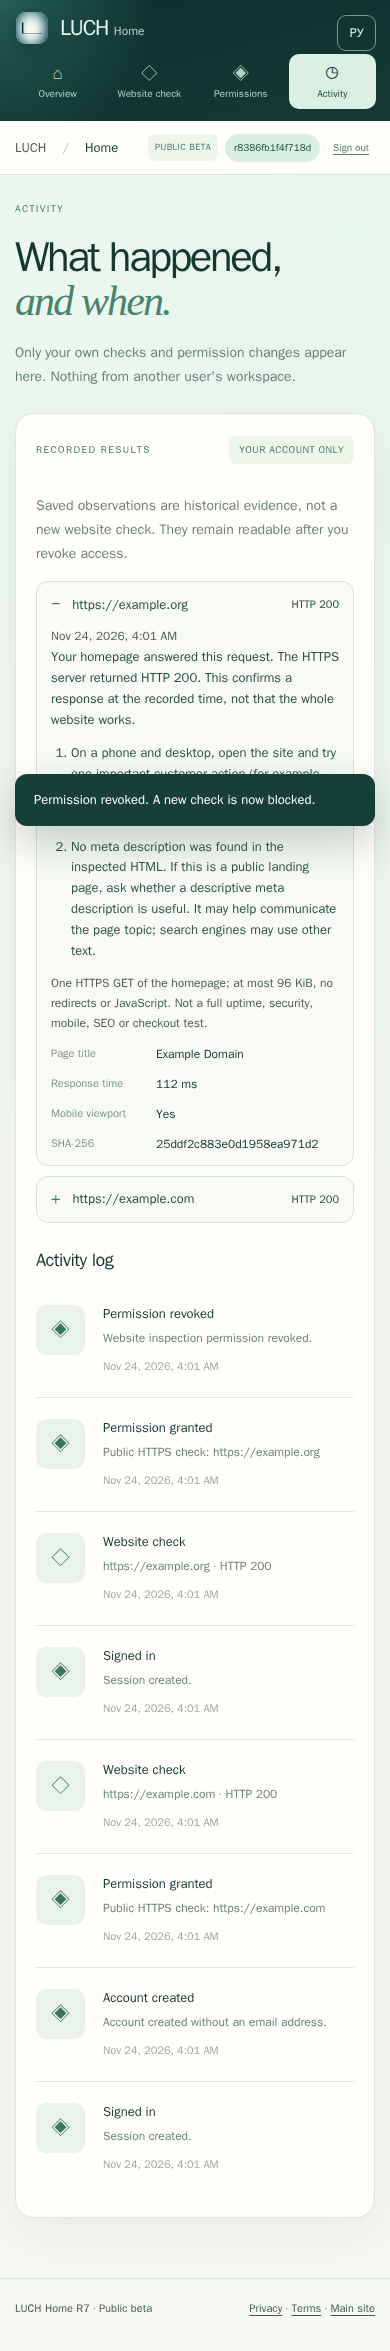 LUCH Home
РУ
Overview
Website check
Permissions
Activity
LUCH / Home
PUBLIC BETA
r8386fb1f4f718d
Sign out
ACTIVITY
What happened,
and when.
Only your own checks and permission changes appear
here. Nothing from another user's workspace.
RECORDED RESULTS
YOUR ACCOUNT ONLY
Saved observations are historical evidence, not a
new website check. They remain readable after you
revoke access.
− https://example.org HTTP 200
Nov 24, 2026, 4:01 AM
Your homepage answered this request. The HTTPS
server returned HTTP 200. This confirms a
response at the recorded time, not that the whole
website works.
1. On a phone and desktop, open the site and try
one important customer action (for example
Permission revoked. A new check is now blocked.
2. No meta description was found in the
inspected HTML. If this is a public landing
page, ask whether a descriptive meta
description is useful. It may help communicate
the page topic; search engines may use other
text.
One HTTPS GET of the homepage; at most 96 KiB, no
redirects or JavaScript. Not a full uptime, security,
mobile, SEO or checkout test.
Page title Example Domain
Response time 112 ms
Mobile viewport Yes
SHA-256 25ddf2c883e0d1958ea971d2
+ https://example.com HTTP 200
Activity log
Permission revoked
Website inspection permission revoked.
Nov 24, 2026, 4:01 AM
Permission granted
Public HTTPS check: https://example.org
Nov 24, 2026, 4:01 AM
Website check
https://example.org · HTTP 200
Nov 24, 2026, 4:01 AM
Signed in
Session created.
Nov 24, 2026, 4:01 AM
Website check
https://example.com · HTTP 200
Nov 24, 2026, 4:01 AM
Permission granted
Public HTTPS check: https://example.com
Nov 24, 2026, 4:01 AM
Account created
Account created without an email address.
Nov 24, 2026, 4:01 AM
Signed in
Session created.
Nov 24, 2026, 4:01 AM
LUCH Home R7 · Public beta
Privacy · Terms · Main site